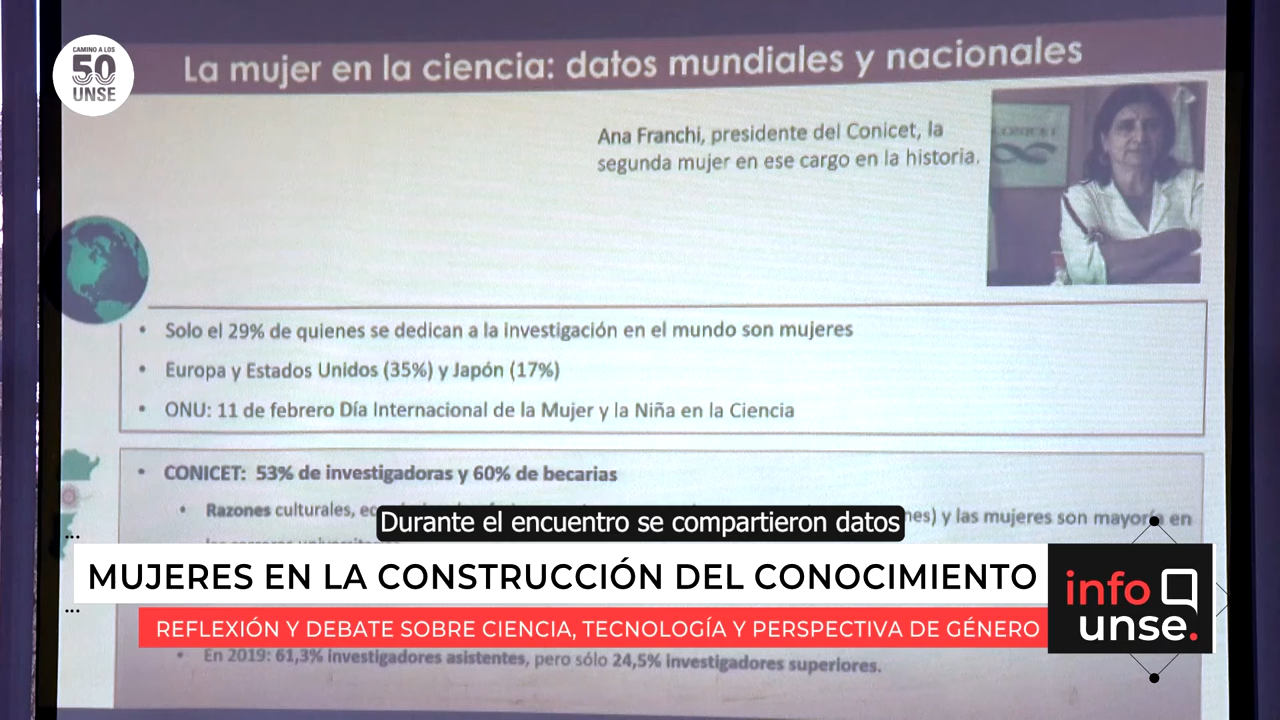 CAMINO A LOS
50
UNSE
La mujer en la ciencia: datos mundiales y nacionales
Ana Franchi, presidente del Conicet, la
segunda mujer en ese cargo en la historia.
CONICET
• Solo el 29% de quienes se dedican a la investigación en el mundo son mujeres
• Europa y Estados Unidos (35%) y Japón (17%)
• ONU: 11 de febrero Día Internacional de la Mujer y la Niña en la Ciencia
• CONICET: 53% de investigadoras y 60% de becarias
• Razones culturales, y las mujeres son mayoría en
Durante el encuentro se compartieron datos
MUJERES EN LA CONSTRUCCIÓN DEL CONOCIMIENTO
REFLEXIÓN Y DEBATE SOBRE CIENCIA, TECNOLOGÍA Y PERSPECTIVA DE GÉNERO
info
unse.
• En 2019: 61,3% investigadores asistentes, pero sólo 24,5% investigadores superiores.